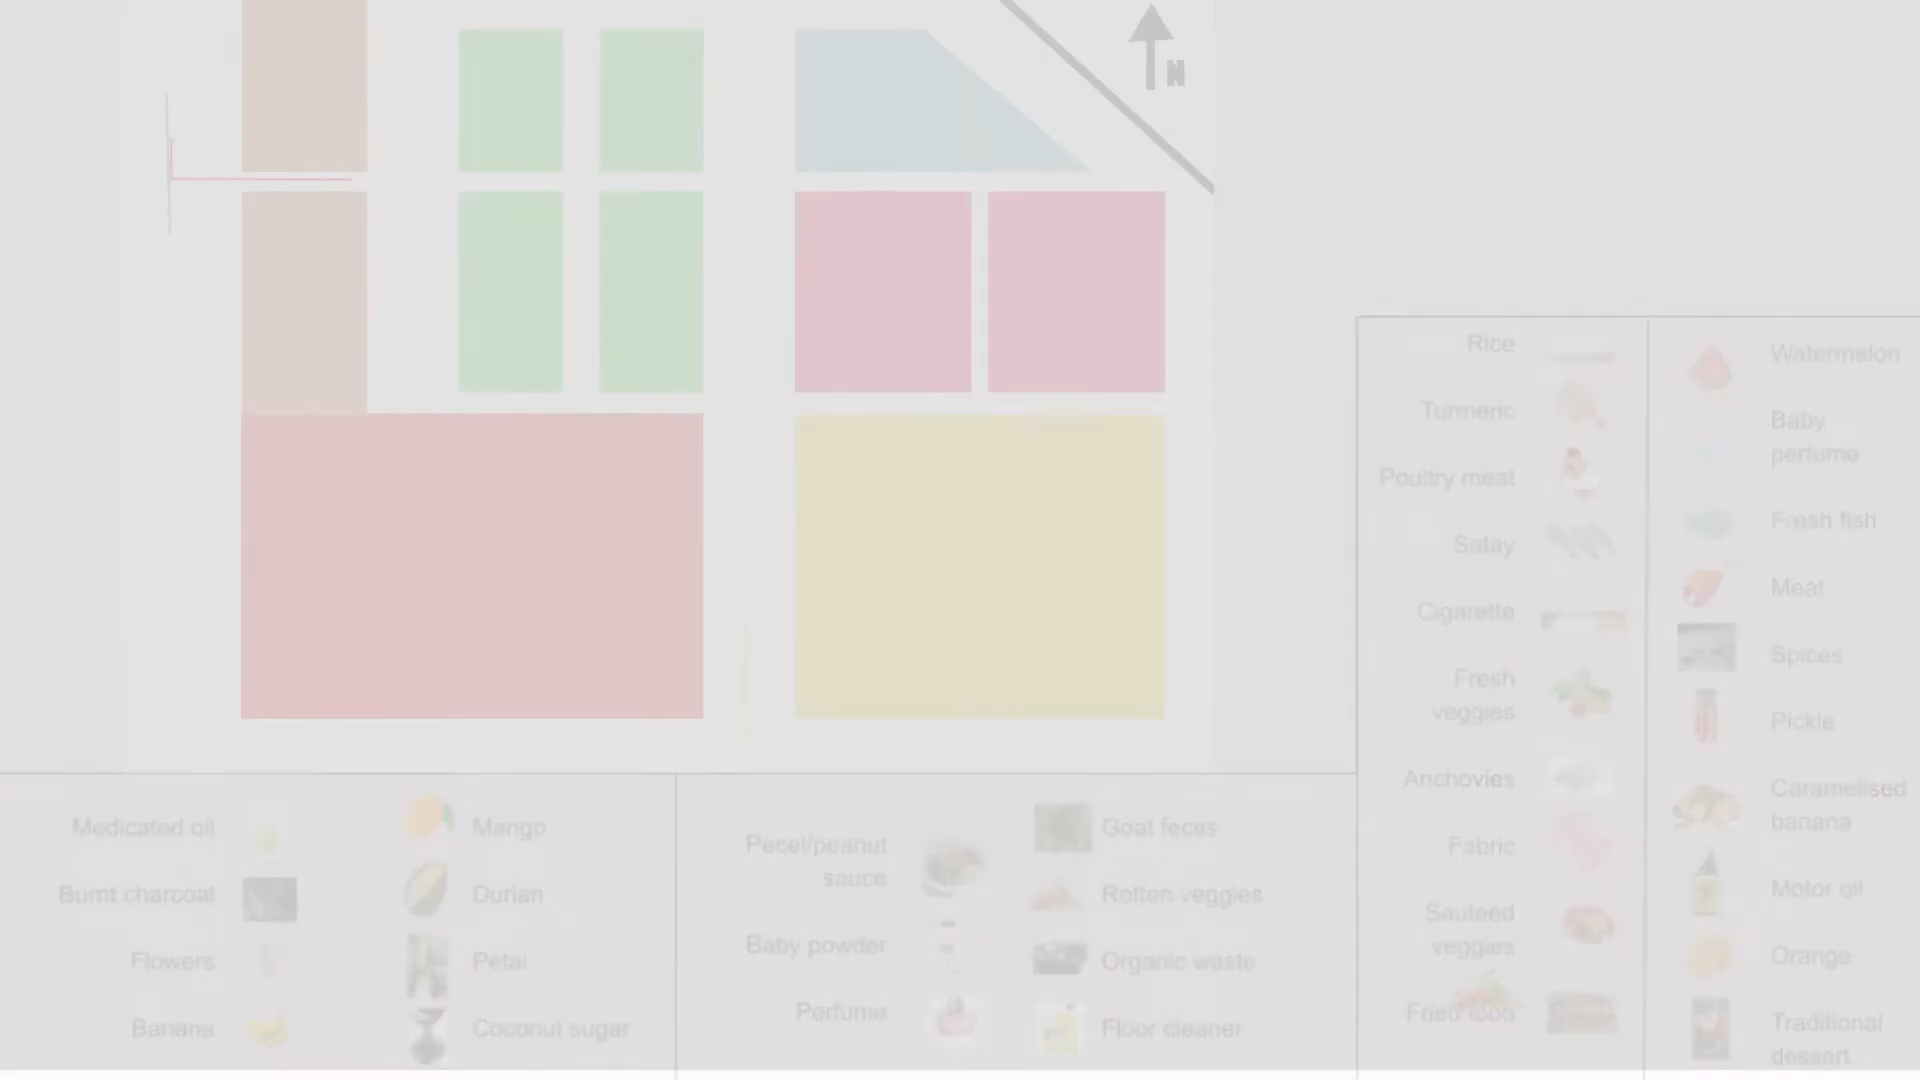 N
Rice
Turmeric
Poultry meat
Satay
Cigarette
Fresh
veggies
Anchovies
Fabric
Sauteed
veggies
Fried food
Watermelon
Baby
perfume
Fresh fish
Meat
Spices
Pickle
Caramelised
banana
Motor oil
Orange
Traditional
dessert
Medicated oil
Burnt charcoal
Flowers
Banana
Mango
Durian
Petai
Coconut sugar
Pecel/peanut
sauce
Baby powder
Perfume
Goat feces
Rotten veggies
Organic waste
Floor cleaner